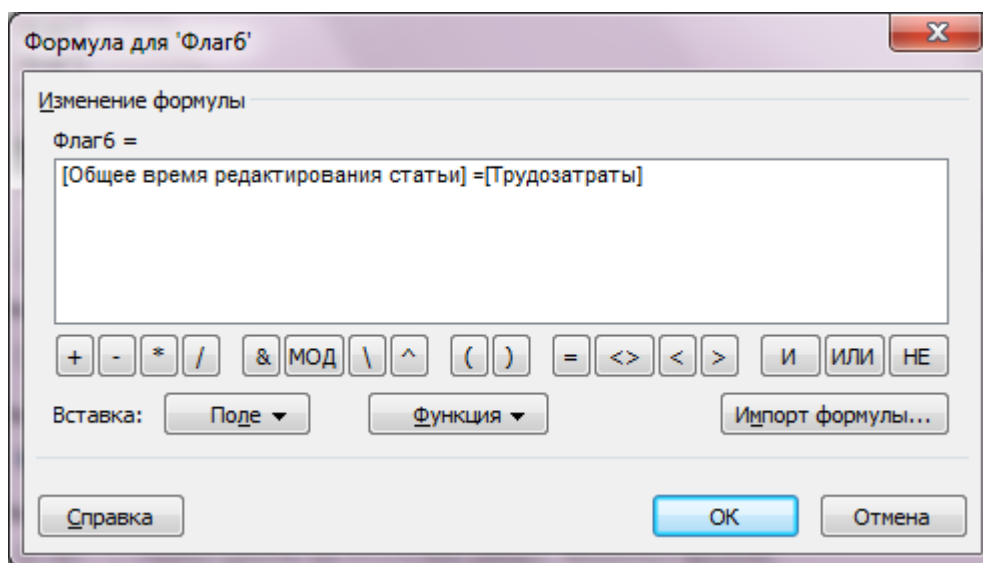 Формула для 'Флаг6'
X
Изменение формулы
Флаг6 =
[Общее время редактирования статьи] =[Трудозатраты]
+ - * / & МОД \ ^ ( ) = <> < > И ИЛИ НЕ
Вставка: Поле Функция Импорт формулы...
Справка ОК Отмена